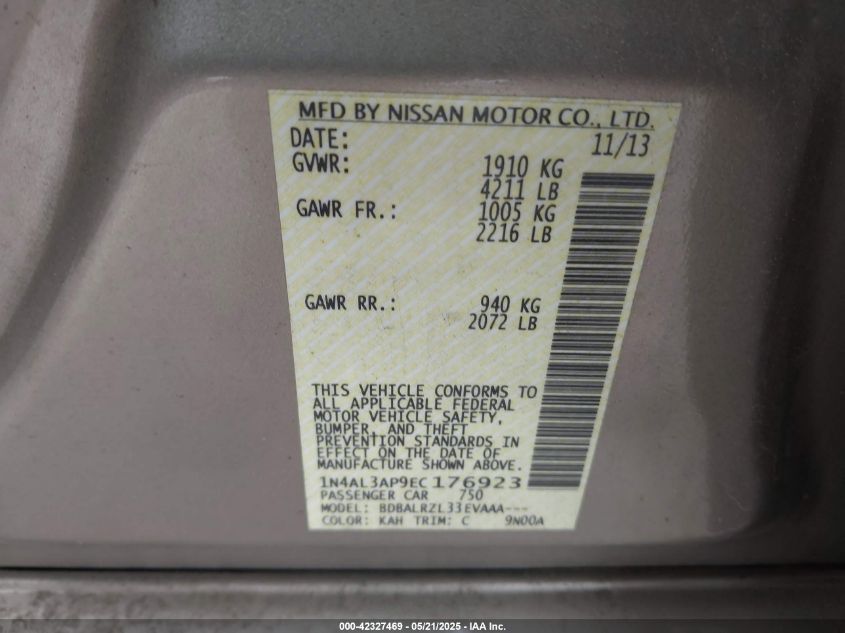 MFD BY NISSAN MOTOR CO., LTD.
DATE: 11/13
GVWR: 1910 KG
4211 LB
GAWR FR.: 1005 KG
2216 LB
GAWR RR.: 940 KG
2072 LB
THIS VEHICLE CONFORMS TO
ALL APPLICABLE FEDERAL
MOTOR VEHICLE SAFETY,
BUMPER, AND THEFT
PREVENTION STANDARDS IN
EFFECT ON THE DATE OF
MANUFACTURE SHOWN ABOVE.
1N4AL3AP9EC176923
PASSENGER CAR 750
MODEL: BDBALRZL33EVAAA---
COLOR: KAH TRIM: C 9N00A
000-42327469 - 05/21/2025 - IAA Inc.